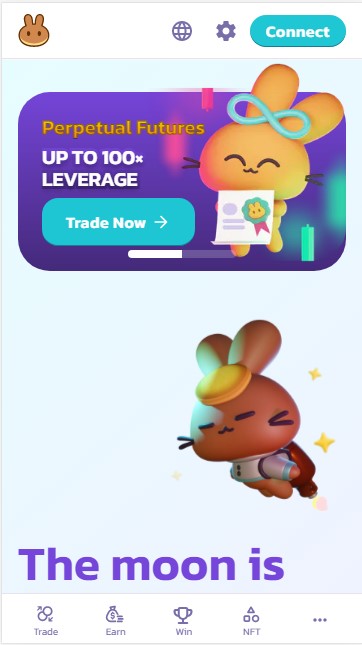 Connect
Perpetual Futures
UP TO 100×
LEVERAGE
Trade Now →
The moon is
Trade Earn Win NFT